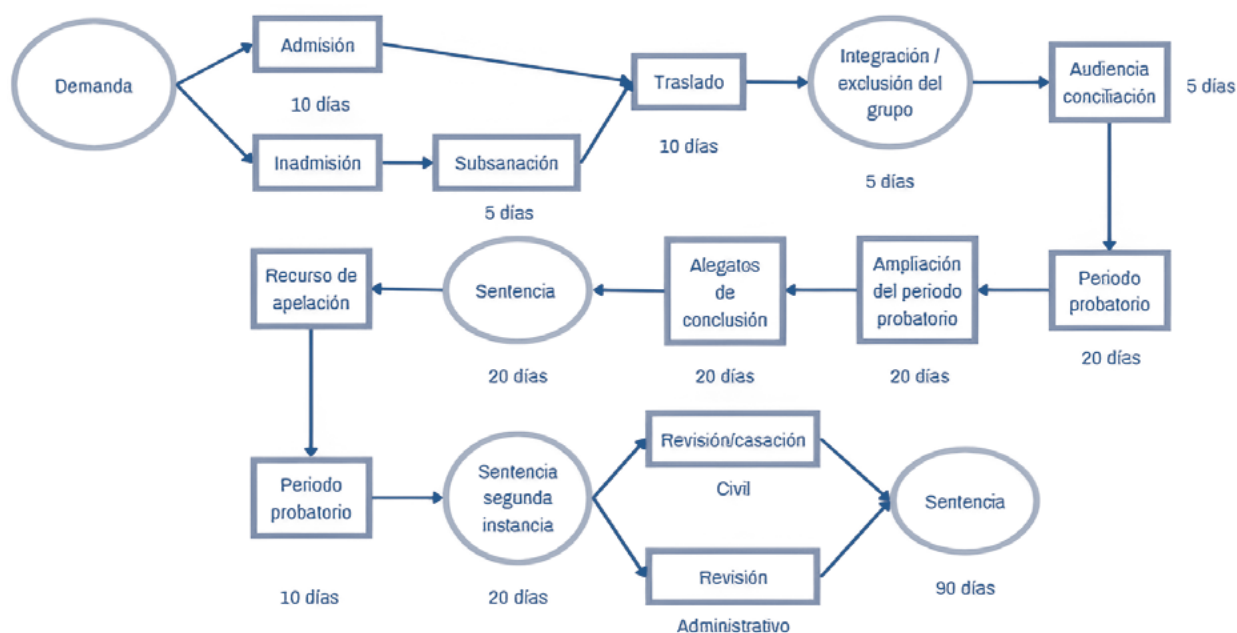 Demanda
Admisión
10 días
Inadmisión
Subsanación
5 días
Traslado
10 días
Integración /
exclusión del
grupo
5 días
Audiencia
conciliación
5 días
Periodo
probatorio
20 días
Ampliación
del periodo
probatorio
20 días
Alegatos
de
conclusión
20 días
Sentencia
20 días
Recurso de
apelación
Periodo
probatorio
10 días
Sentencia
segunda
instancia
20 días
Revisión/casación
Civil
Revisión
Administrativo
Sentencia
90 días